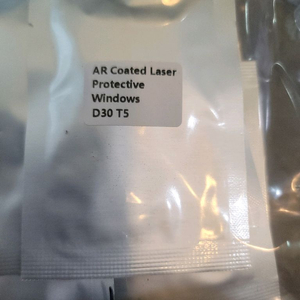 AR Coated Laser
Protective
Windows
D30 T5